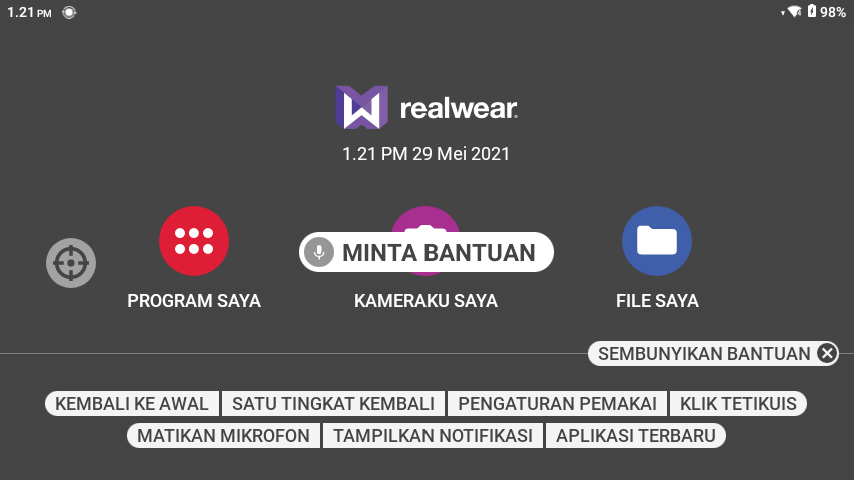 1.21 PM 98%
realwear
1.21 PM 29 Mei 2021
MINTA BANTUAN
PROGRAM SAYA KAMERAKU SAYA FILE SAYA
SEMBUNYIKAN BANTUAN
KEMBALI KE AWAL SATU TINGKAT KEMBALI PENGATURAN PEMAKAI KLIK TETIKUIS
MATIKAN MIKROFON TAMPILKAN NOTIFIKASI APLIKASI TERBARU